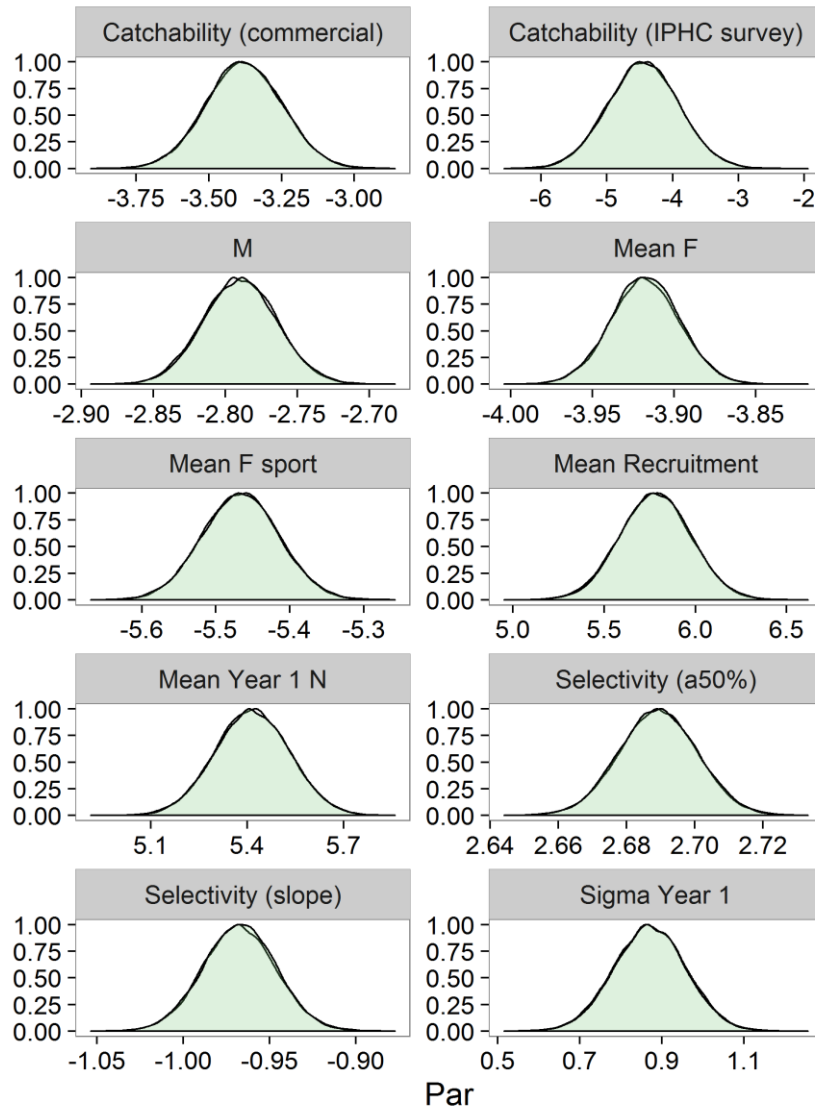 Catchability (commercial)
Catchability (IPHC survey)
1.00
0.75
0.50
0.25
0.00
-3.75 -3.50 -3.25 -3.00
1.00
0.75
0.50
0.25
0.00
-6 -5 -4 -3 -2
M
Mean F
1.00
0.75
0.50
0.25
0.00
-2.90 -2.85 -2.80 -2.75 -2.70
1.00
0.75
0.50
0.25
0.00
-4.00 -3.95 -3.90 -3.85
Mean F sport
Mean Recruitment
1.00
0.75
0.50
0.25
0.00
-5.6 -5.5 -5.4 -5.3
1.00
0.75
0.50
0.25
0.00
5.0 5.5 6.0 6.5
Mean Year 1 N
Selectivity (a50%)
1.00
0.75
0.50
0.25
0.00
5.1 5.4 5.7
1.00
0.75
0.50
0.25
0.00
2.64 2.66 2.68 2.70 2.72
Selectivity (slope)
Sigma Year 1
1.00
0.75
0.50
0.25
0.00
-1.05 -1.00 -0.95 -0.90
1.00
0.75
0.50
0.25
0.00
0.5 0.7 0.9 1.1
Par